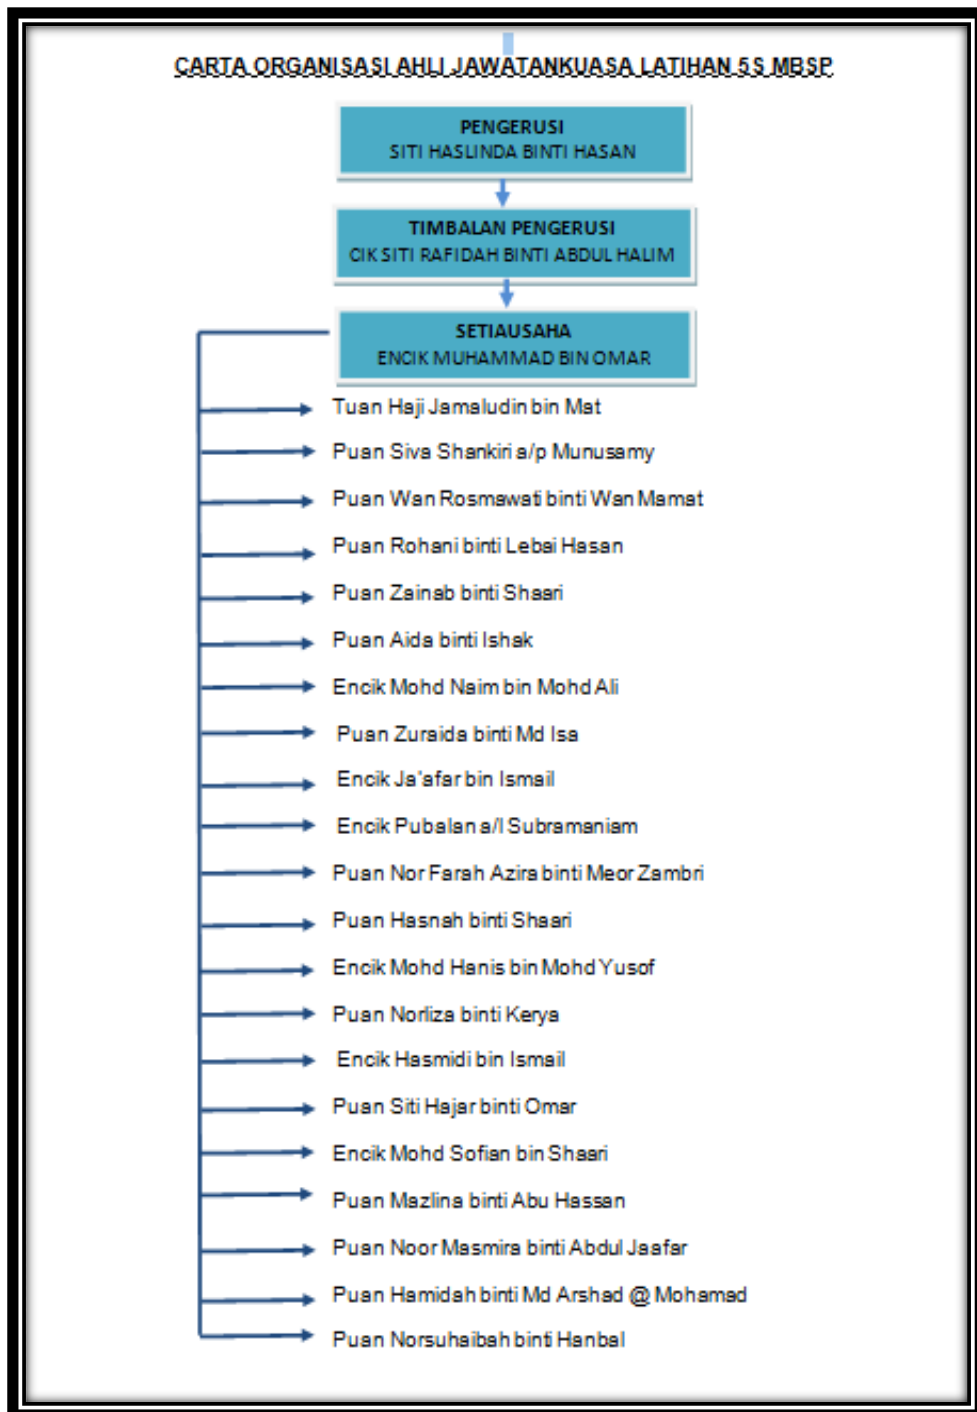 CARTA ORGANISASI AHLI JAWATANKUASA LATIHAN 5S MBSP
PENGERUSI
SITI HASLINDA BINTI HASAN
TIMBALAN PENGERUSI
CIK SITI RAFIDAH BINTI ABDUL HALIM
SETIAUSAHA
ENCIK MUHAMMAD BIN OMAR
Tuan Haji Jamaludin bin Mat
Puan Siva Shankiri a/p Munusamy
Puan Wan Rosmawati binti Wan Mamat
Puan Rohani binti Lebai Hasan
Puan Zainab binti Shaari
Puan Aida binti Ishak
Encik Mohd Naim bin Mohd Ali
Puan Zuraida binti Md Isa
Encik Ja'afar bin Ismail
Encik Pubalan a/l Subramaniam
Puan Nor Farah Azira binti Meor Zambri
Puan Hasnah binti Shaari
Encik Mohd Hanis bin Mohd Yusof
Puan Norliza binti Kerya
Encik Hasmidi bin Ismail
Puan Siti Hajar binti Omar
Encik Mohd Sofian bin Shaari
Puan Mazlina binti Abu Hassan
Puan Noor Masmira binti Abdul Jaafar
Puan Hamidah binti Md Arshad @ Mohamad
Puan Norsuhaibah binti Hanbal